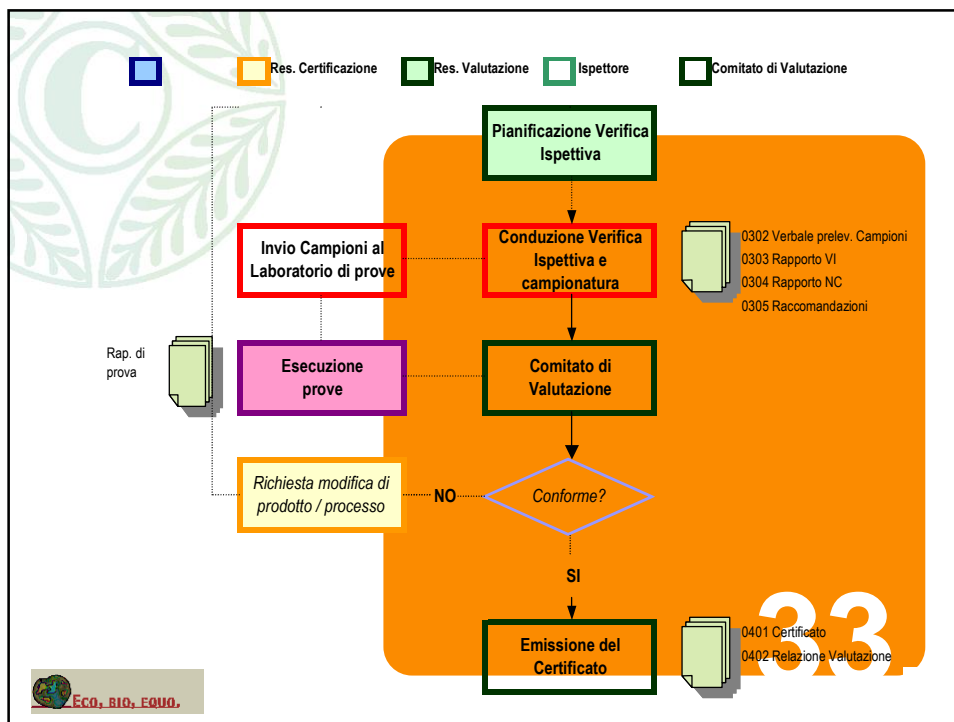 Res. Certificazione
Res. Valutazione
Ispettore
Comitato di Valutazione
C
Pianificazione Verifica
Ispettiva
Invio Campioni al
Laboratorio di prove
Conduzione Verifica
Ispettiva e
campionatura
0302 Verbale prelev. Campioni
0303 Rapporto VI
0304 Rapporto NC
0305 Raccomandazioni
Rap. di
prova
Esecuzione
prove
Comitato di
Valutazione
Richiesta modifica di
prodotto / processo
NO
Conforme?
SI
33
Emissione del
Certificato
0401 Certificato
0402 Relazione Valutazione
ECO, BIO, EQUO.